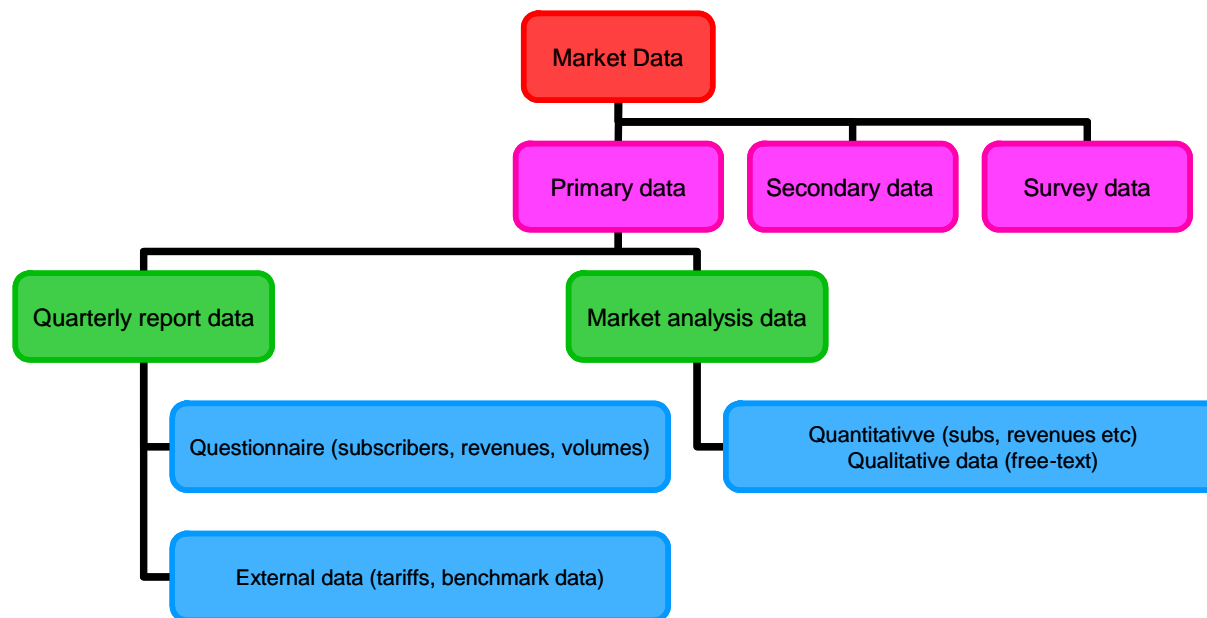 Market Data
Primary data
Secondary data
Survey data
Quarterly report data
Market analysis data
Questionnaire (subscribers, revenues, volumes)
Quantitativve (subs, revenues etc)
Qualitative data (free-text)
External data (tariffs, benchmark data)